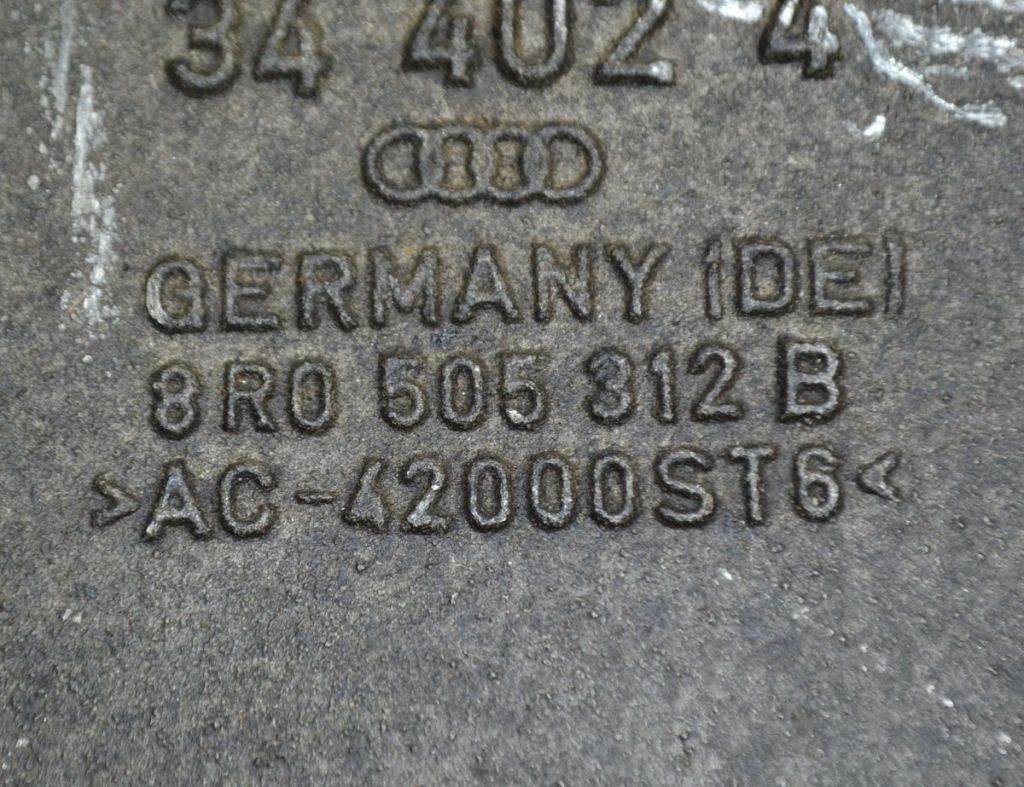 34 402 4
GERMANY (DE)
8R0 505 312 B
>AC-42000ST6<